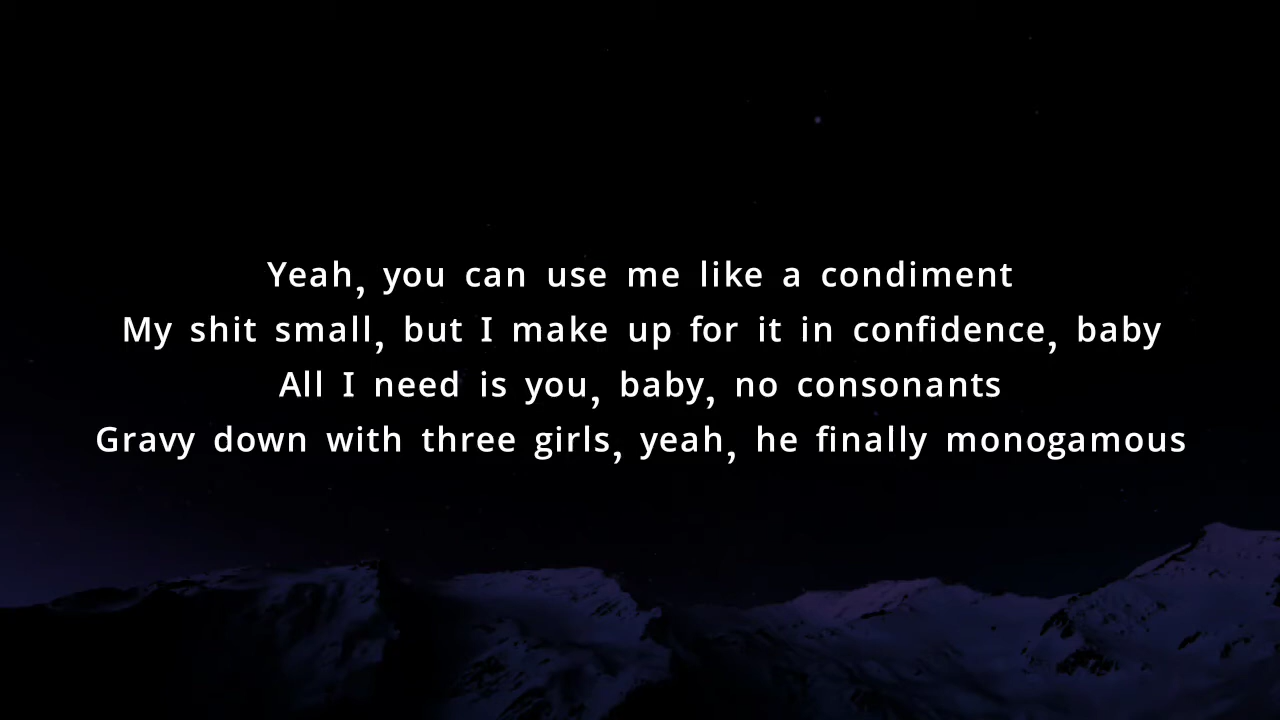 Yeah, you can use me like a condiment
My shit small, but I make up for it in confidence, baby
All I need is you, baby, no consonants
Gravy down with three girls, yeah, he finally monogamous